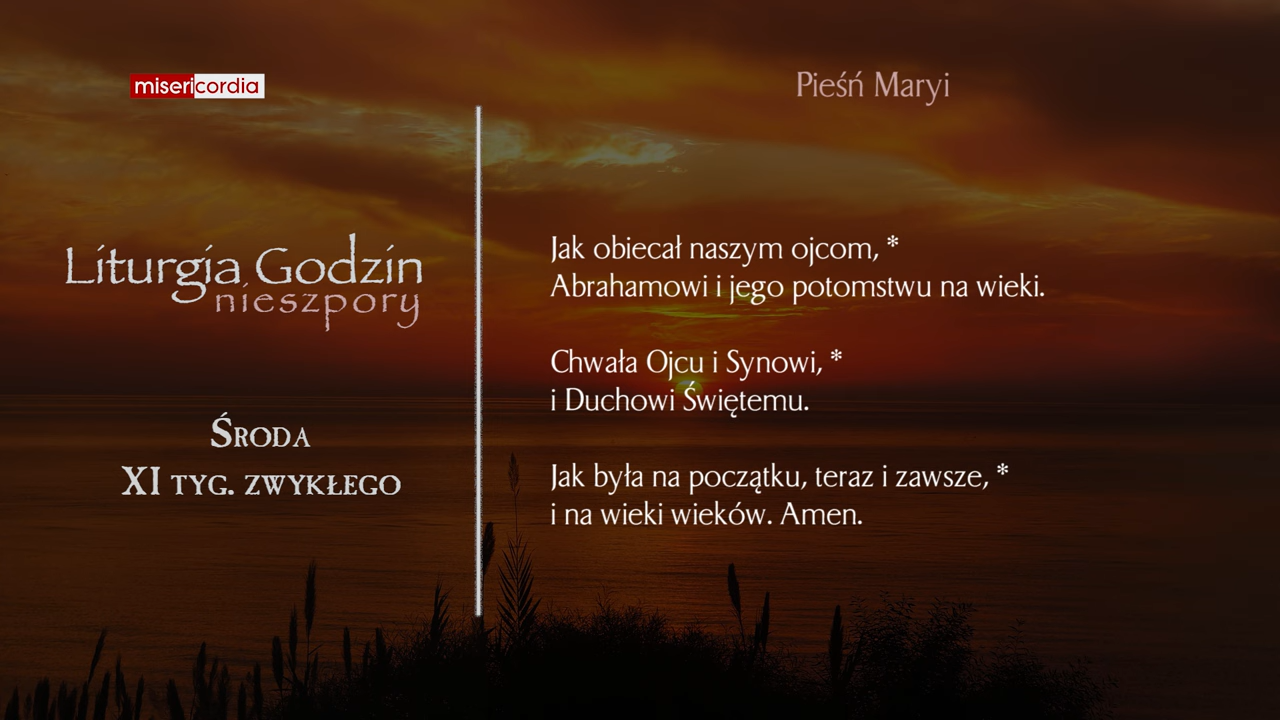 misericordia
Pieśń Maryi
Liturgia Godzin
nieszpory
Środa
XI tyg. zwykłego
Jak obiecał naszym ojcom, *
Abrahamowi i jego potomstwu na wieki.
Chwała Ojcu i Synowi, *
i Duchowi Świętemu.
Jak była na początku, teraz i zawsze, *
i na wieki wieków. Amen.